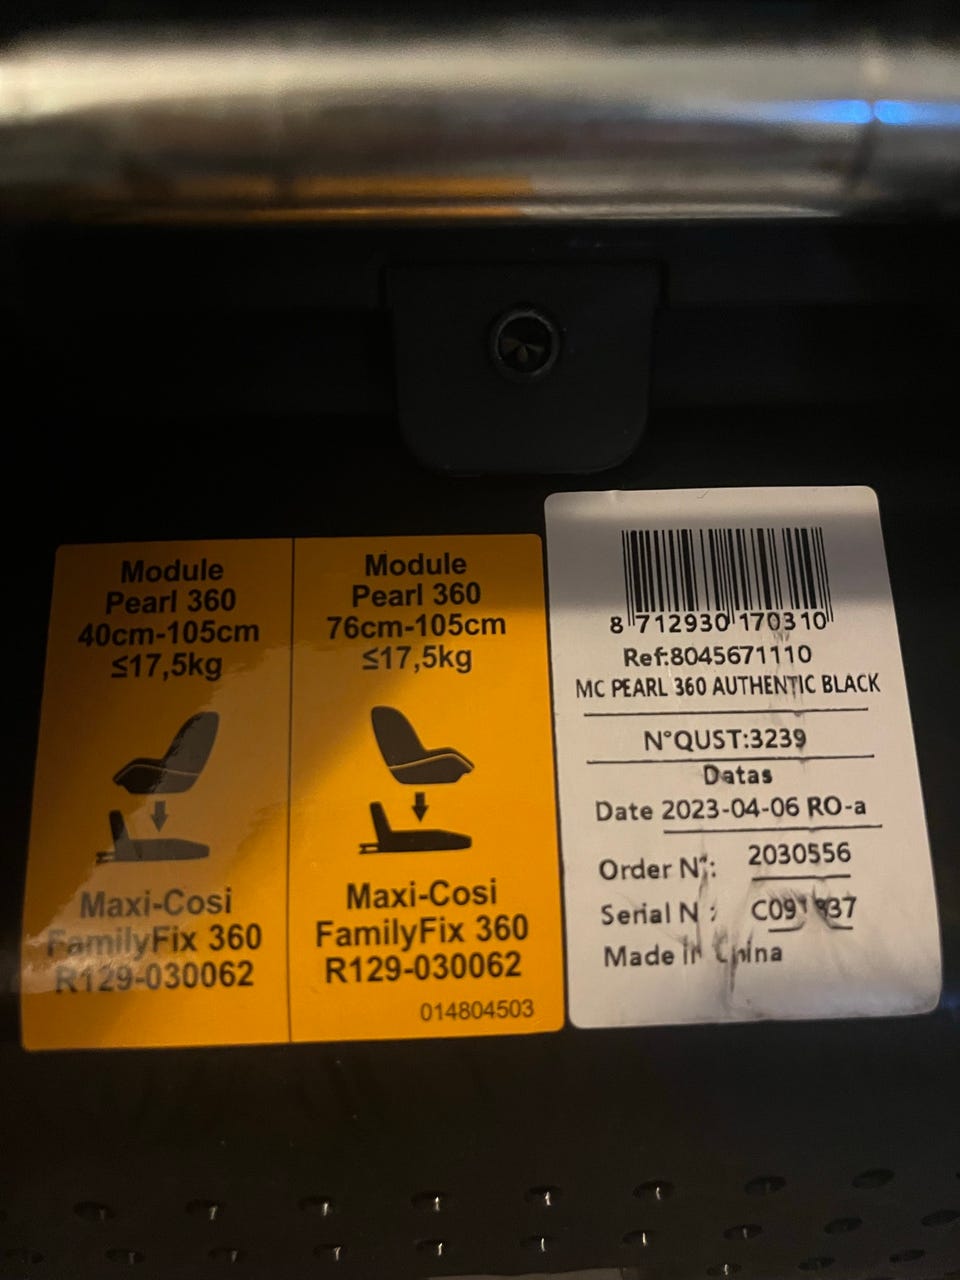 Module
Pearl 360
40cm-105cm
≤17,5kg
Maxi-Cosi
FamilyFix 360
R129-030062
Module
Pearl 360
76cm-105cm
≤17,5kg
Maxi-Cosi
FamilyFix 360
R129-030062
014804503
8 712930 170310
Ref:8045671110
MC PEARL 360 AUTHENTIC BLACK
N°QUST:3239
Datas
Date 2023-04-06 RO-a
Order N°: 2030556
Serial N :
Made in China